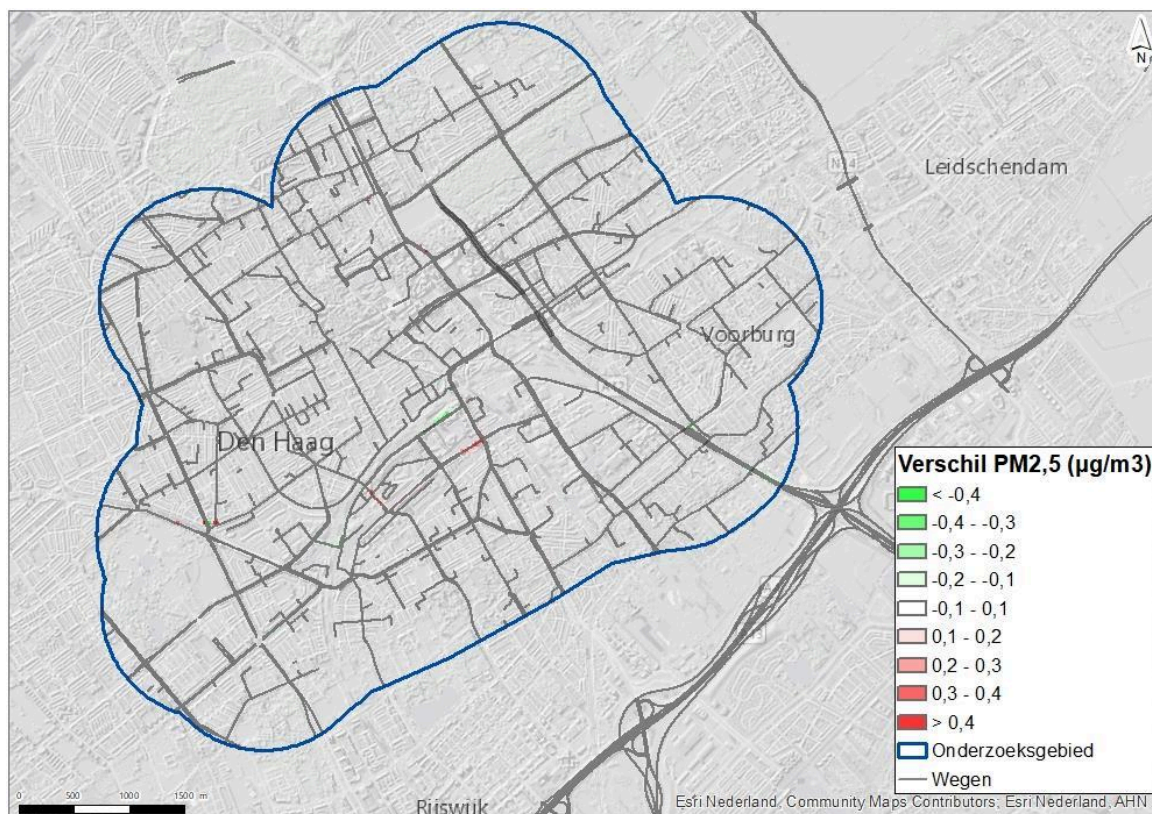 N
N14
Leidschendam
Voorburg
Den Haag
Rijswijk
Verschil PM2,5 (µg/m3)
< -0,4
-0,4 - -0,3
-0,3 - -0,2
-0,2 - -0,1
-0,1 - 0,1
0,1 - 0,2
0,2 - 0,3
0,3 - 0,4
> 0,4
Onderzoeksgebied
Wegen
0 500 1000 1500 m
Esri Nederland, Community Maps Contributors; Esri Nederland, AHN